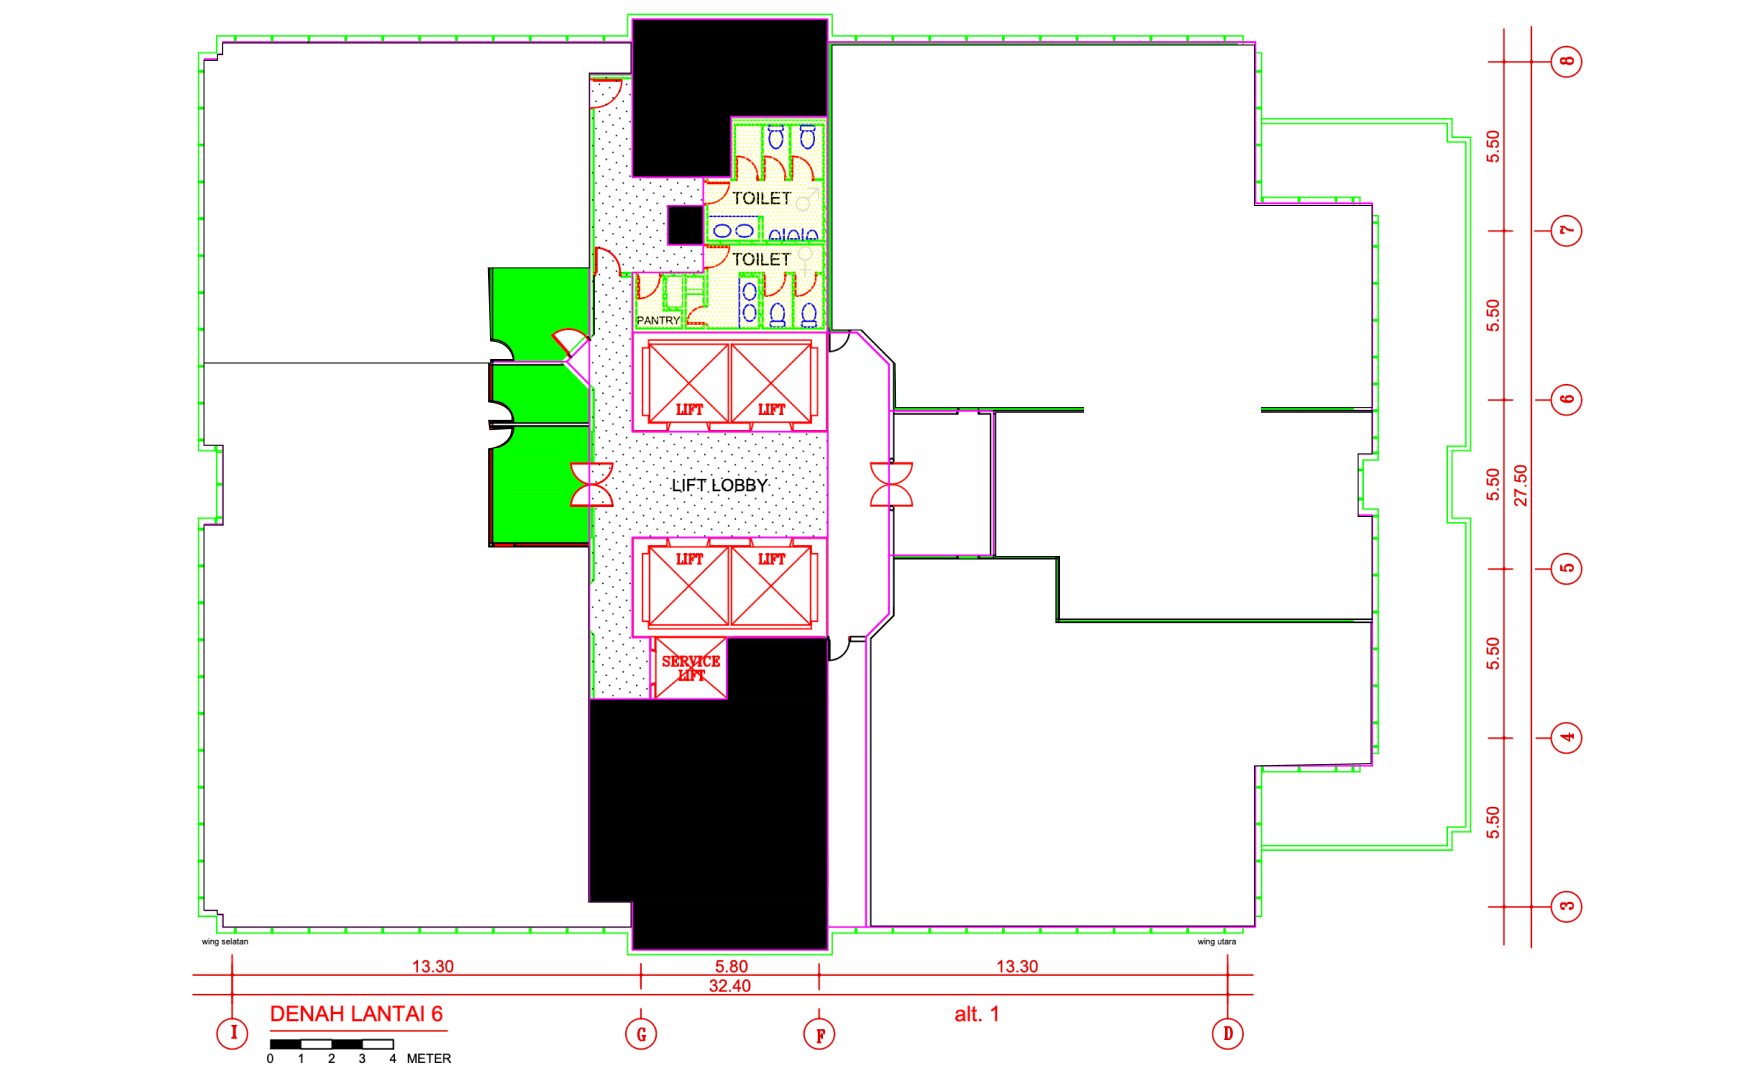 8
5.50
TOILET
7
TOILET
5.50
PANTRY
6
LIFT
LIFT
LIFT LOBBY
5.50
27.50
LIFT
LIFT
5
SERVICE
LIFT
5.50
4
5.50
3
wing selatan
wing utara
13.30
5.80
13.30
32.40
DENAH LANTAI 6
alt. 1
I
G
F
D
0 1 2 3 4 METER